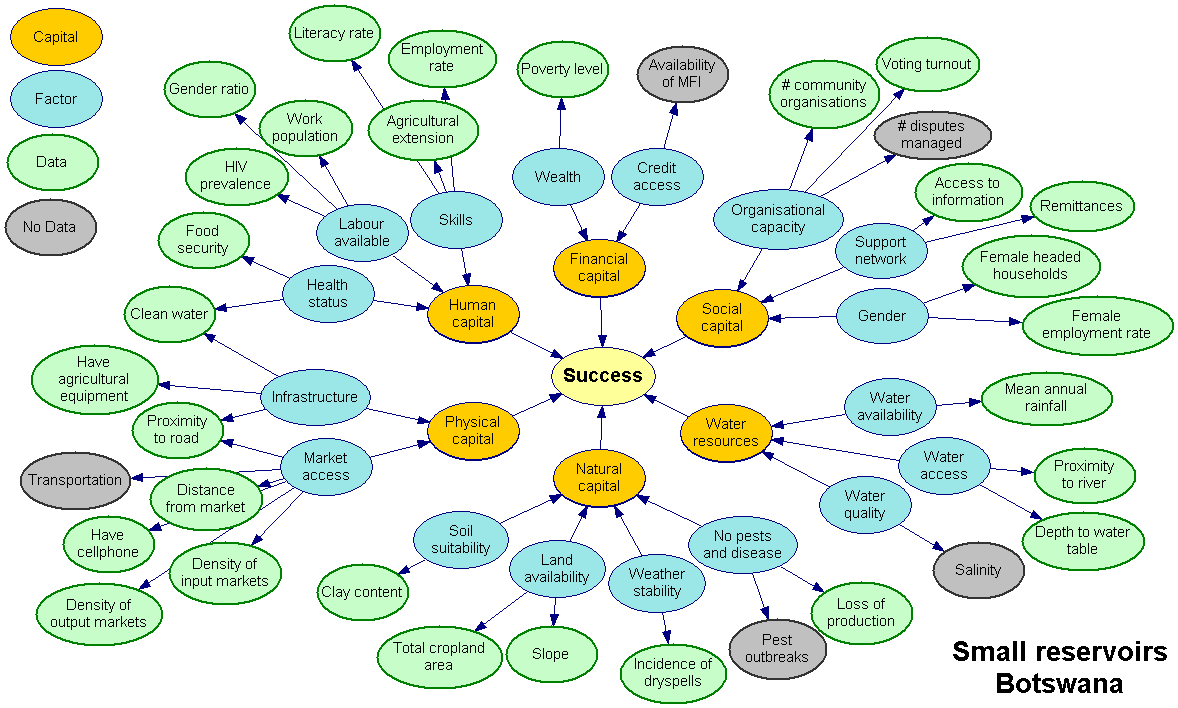 Capital
Factor
Data
No Data
Literacy rate
Employment
rate
Gender ratio
Work
population
Agricultural
extension
HIV
prevalence
Labour
available
Skills
Food
security
Health
status
Human
capital
Clean water
Poverty level
Availability
of MFI
Wealth
Credit
access
Financial
capital
# community
organisations
Voting turnout
# disputes
managed
Organisational
capacity
Access to
information
Remittances
Support
network
Female headed
households
Gender
Female
employment rate
Social
capital
Success
Have
agricultural
equipment
Infrastructure
Proximity
to road
Physical
capital
Market
access
Transportation
Distance
from market
Have
cellphone
Density of
input markets
Density of
output markets
Natural
capital
Soil
suitability
Land
availability
Weather
stability
No pests
and disease
Clay content
Total cropland
area
Slope
Incidence of
dryspells
Pest
outbreaks
Loss of
production
Water
resources
Water
availability
Mean annual
rainfall
Water
access
Proximity
to river
Depth to water
table
Water
quality
Salinity
Small reservoirs
Botswana